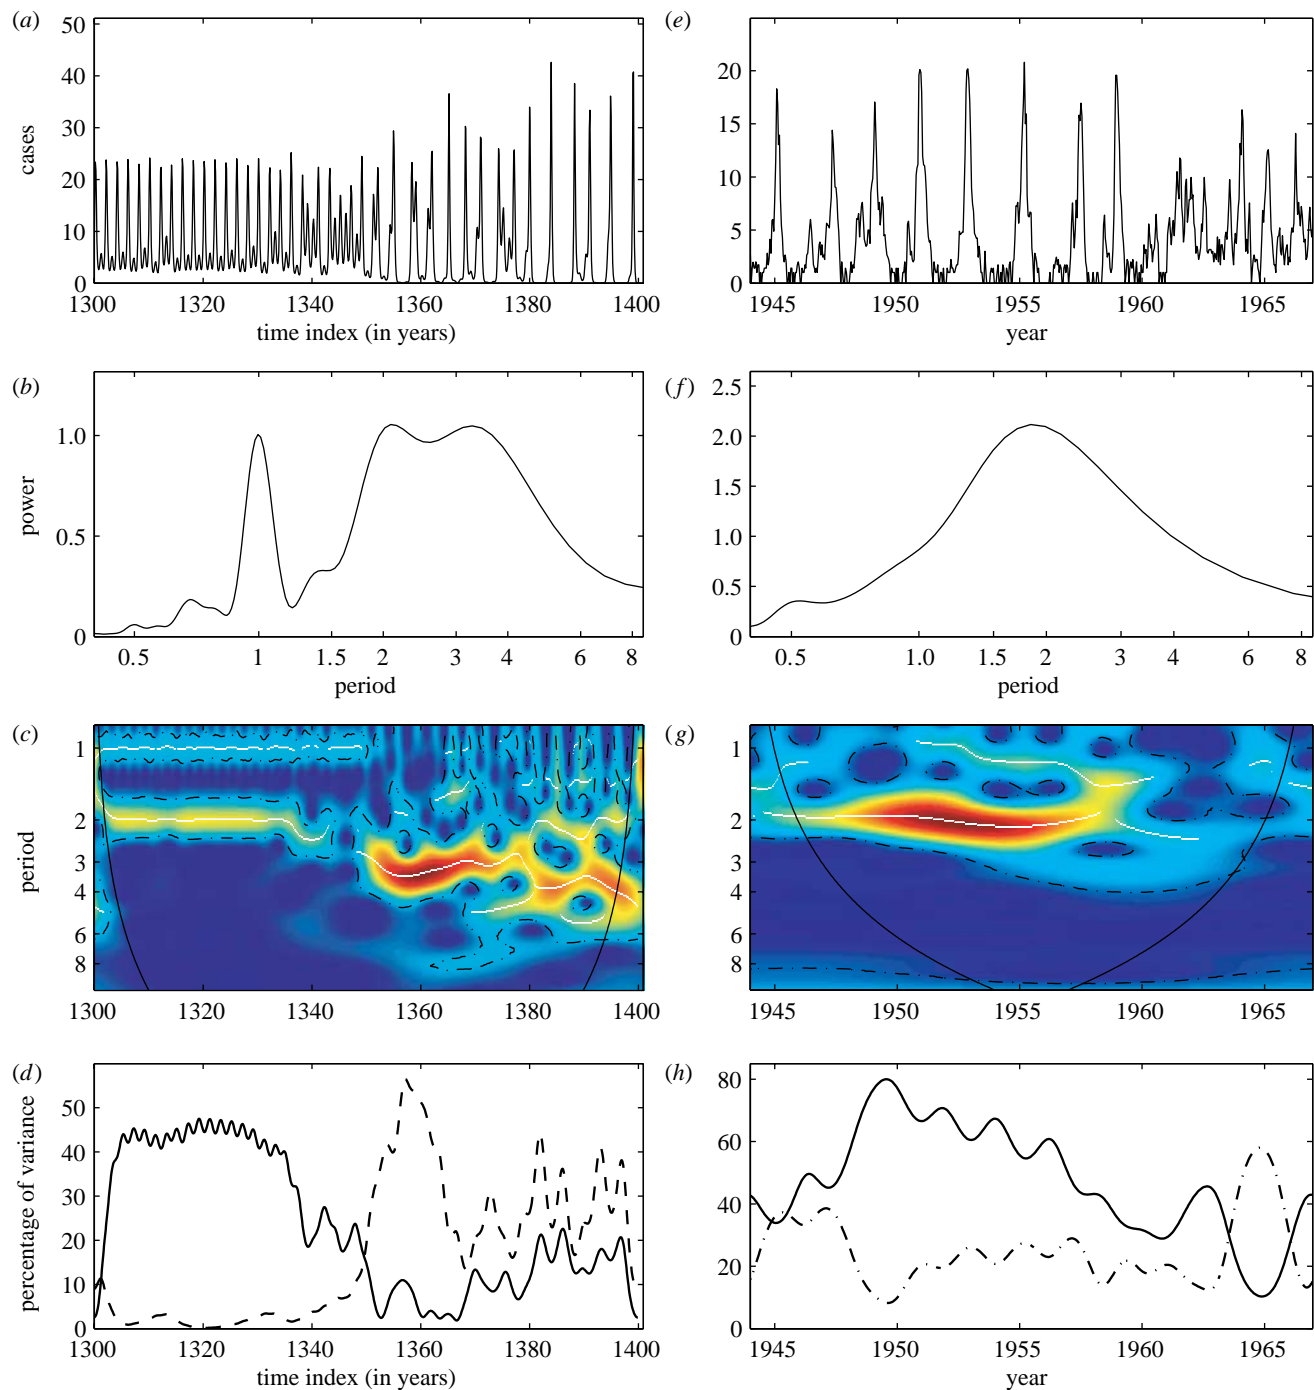 (a)
50
40
30
20
10
0
cases
1300 1320 1340 1360 1380 1400
time index (in years)
(e)
20
15
10
5
0
1945 1950 1955 1960 1965
year
(b)
1.0
0.5
0
power
0.5 1 1.5 2 3 4 6 8
period
(f)
2.5
2.0
1.5
1.0
0.5
0
0.5 1.0 1.5 2 3 4 6 8
period
(c)
1
2
3
4
6
8
period
1300 1320 1340 1360 1380 1400
(g)
1
2
3
4
6
8
1945 1950 1955 1960 1965
(d)
50
40
30
20
10
0
percentage of variance
1300 1320 1340 1360 1380 1400
time index (in years)
(h)
80
60
40
20
0
1945 1950 1955 1960 1965
year